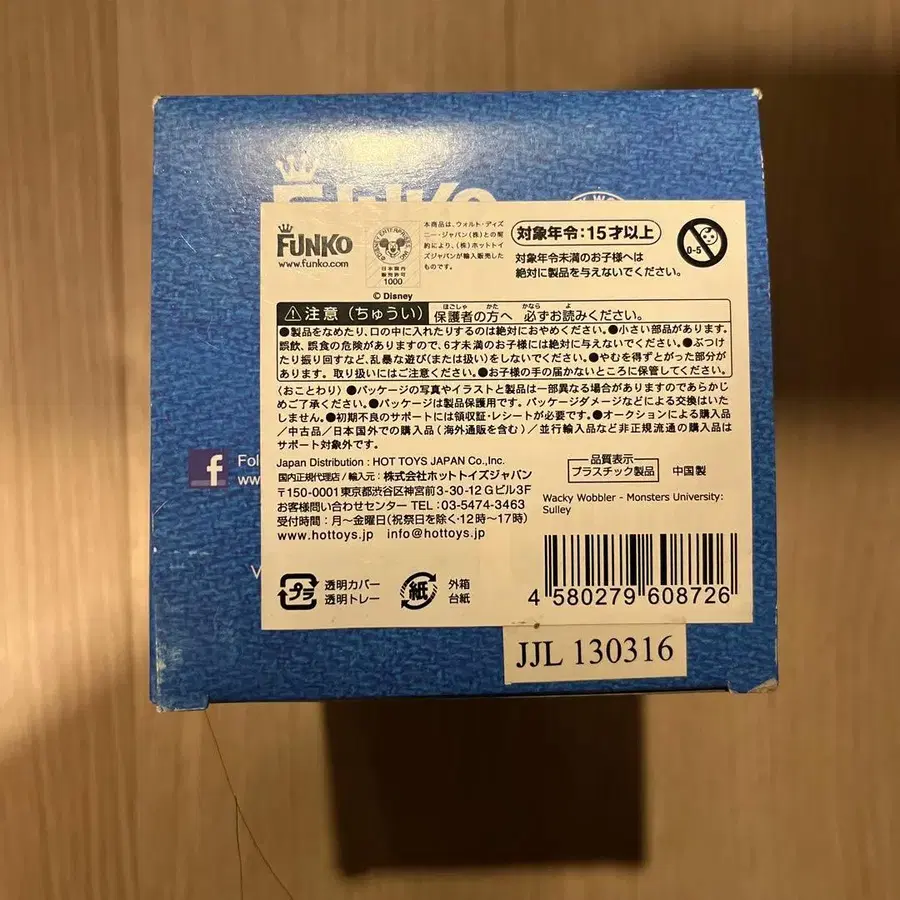 FUNKO
www.funko.com
日本国内
販売許可
1000
本商品は、ウォルト・ディズ
ニー・ジャパン(株)との契
約により、(株)ホットト
イズジャパンが輸入販売した
ものです。
© Disney
対象年令:15才以上
対象年令未満のお子様へは
絶対に製品を与えないでください。
0-5
注意(ちゅうい)
保護者の方へ 必ずお読みください。
ほごしゃ かた かなら よ
●製品をなめたり、口の中に入れたりするのは絶対におやめください。●小さい部品があります。
誤飲、誤食の危険がありますので、6才未満のお子様には絶対に与えないでください。●ぶつけ
たり振り回すなど、乱暴な遊び(または扱い)をしないでください。●やむを得ずとがった部分が
あります。取り扱いにはご注意ください。●お子様の手の届かないところに保管してください。
〈おことわり〉●パッケージの写真やイラストと製品は一部異なる場合がありますのであらかじ
めご了承ください。●パッケージは製品保護用です。パッケージダメージなどによる交換はいた
しません。●初期不良のサポートには領収証・レシートが必要です。●オークションによる購入品
/中古品/日本国外での購入品(海外通販を含む)/並行輸入品など非正規流通の購入品は
サポート対象外です。
Japan Distribution : HOT TOYS JAPAN Co.,Inc.
国内正規代理店/輸入元:株式会社ホットトイズジャパン
〒150-0001 東京都渋谷区神宮前3-30-12 Gビル3F
お客様問い合わせセンター TEL:03-5474-3463
受付時間:月~金曜日(祝祭日を除く・12時~17時)
www.hottoys.jp info@hottoys.jp
品質表示
プラスチック製品 中国製
Wacky Wobbler - Monsters University:
Sulley
プラ
透明カバー
透明トレー
紙
外箱
台紙
4 580279 608726
JJL 130316
f